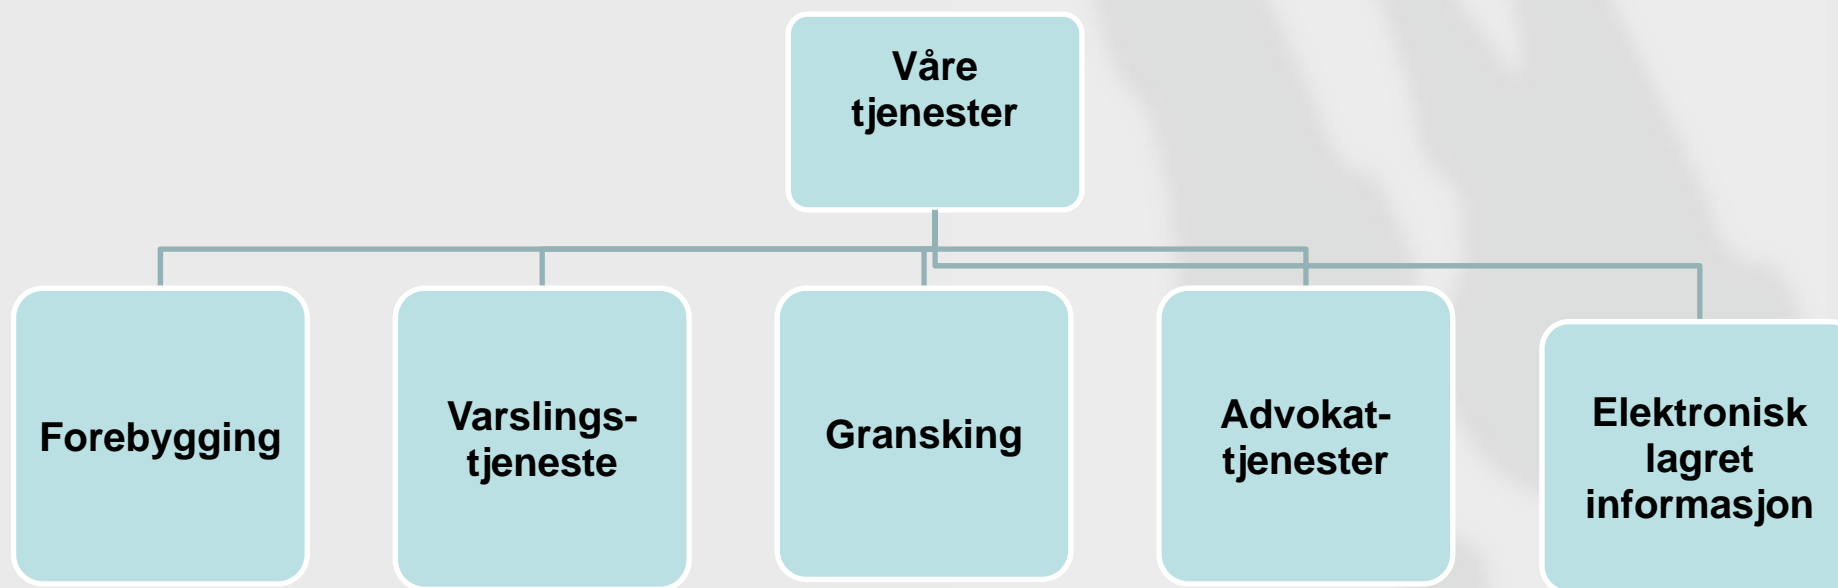 Våre
tjenester
Forebygging
Varslings-
tjeneste
Gransking
Advokat-
tjenester
Elektronisk
lagret
informasjon